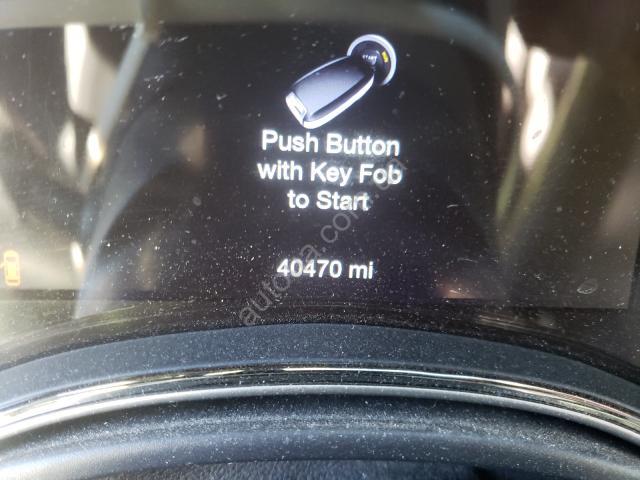 Push Button
with Key Fob
to Start
40470 mi